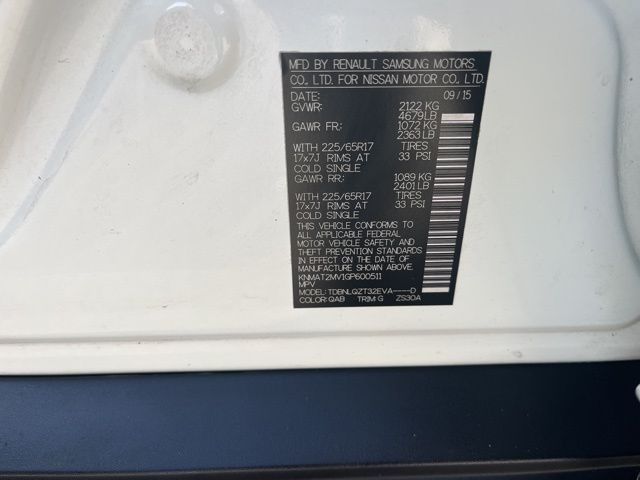 MFD BY RENAULT SAMSUNG MOTORS
CO., LTD. FOR NISSAN MOTOR CO., LTD.
DATE: 09/15
GVWR: 2122 KG
4679LB
GAWR FR: 1072 KG
2363 LB
WITH 225/65R17 TIRES
17x7J RIMS AT 33 PSI
COLD SINGLE
GAWR RR: 1089 KG
2401 LB
WITH 225/65R17 TIRES
17x7J RIMS AT 33 PSI
COLD SINGLE
THIS VEHICLE CONFORMS TO
ALL APPLICABLE FEDERAL
MOTOR VEHICLE SAFETY AND
THEFT PREVENTION STANDARDS
IN EFFECT ON THE DATE OF
MANUFACTURE SHOWN ABOVE.
KNMAT2MV1GP600511
MPV
MODEL: TDBNLQZT32EVA----D
COLOR: QAB TRIM: G ZS30A